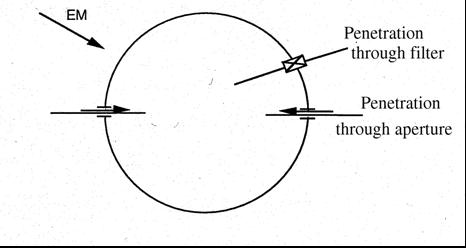 EM
Penetration
through filter
Penetration
through aperture